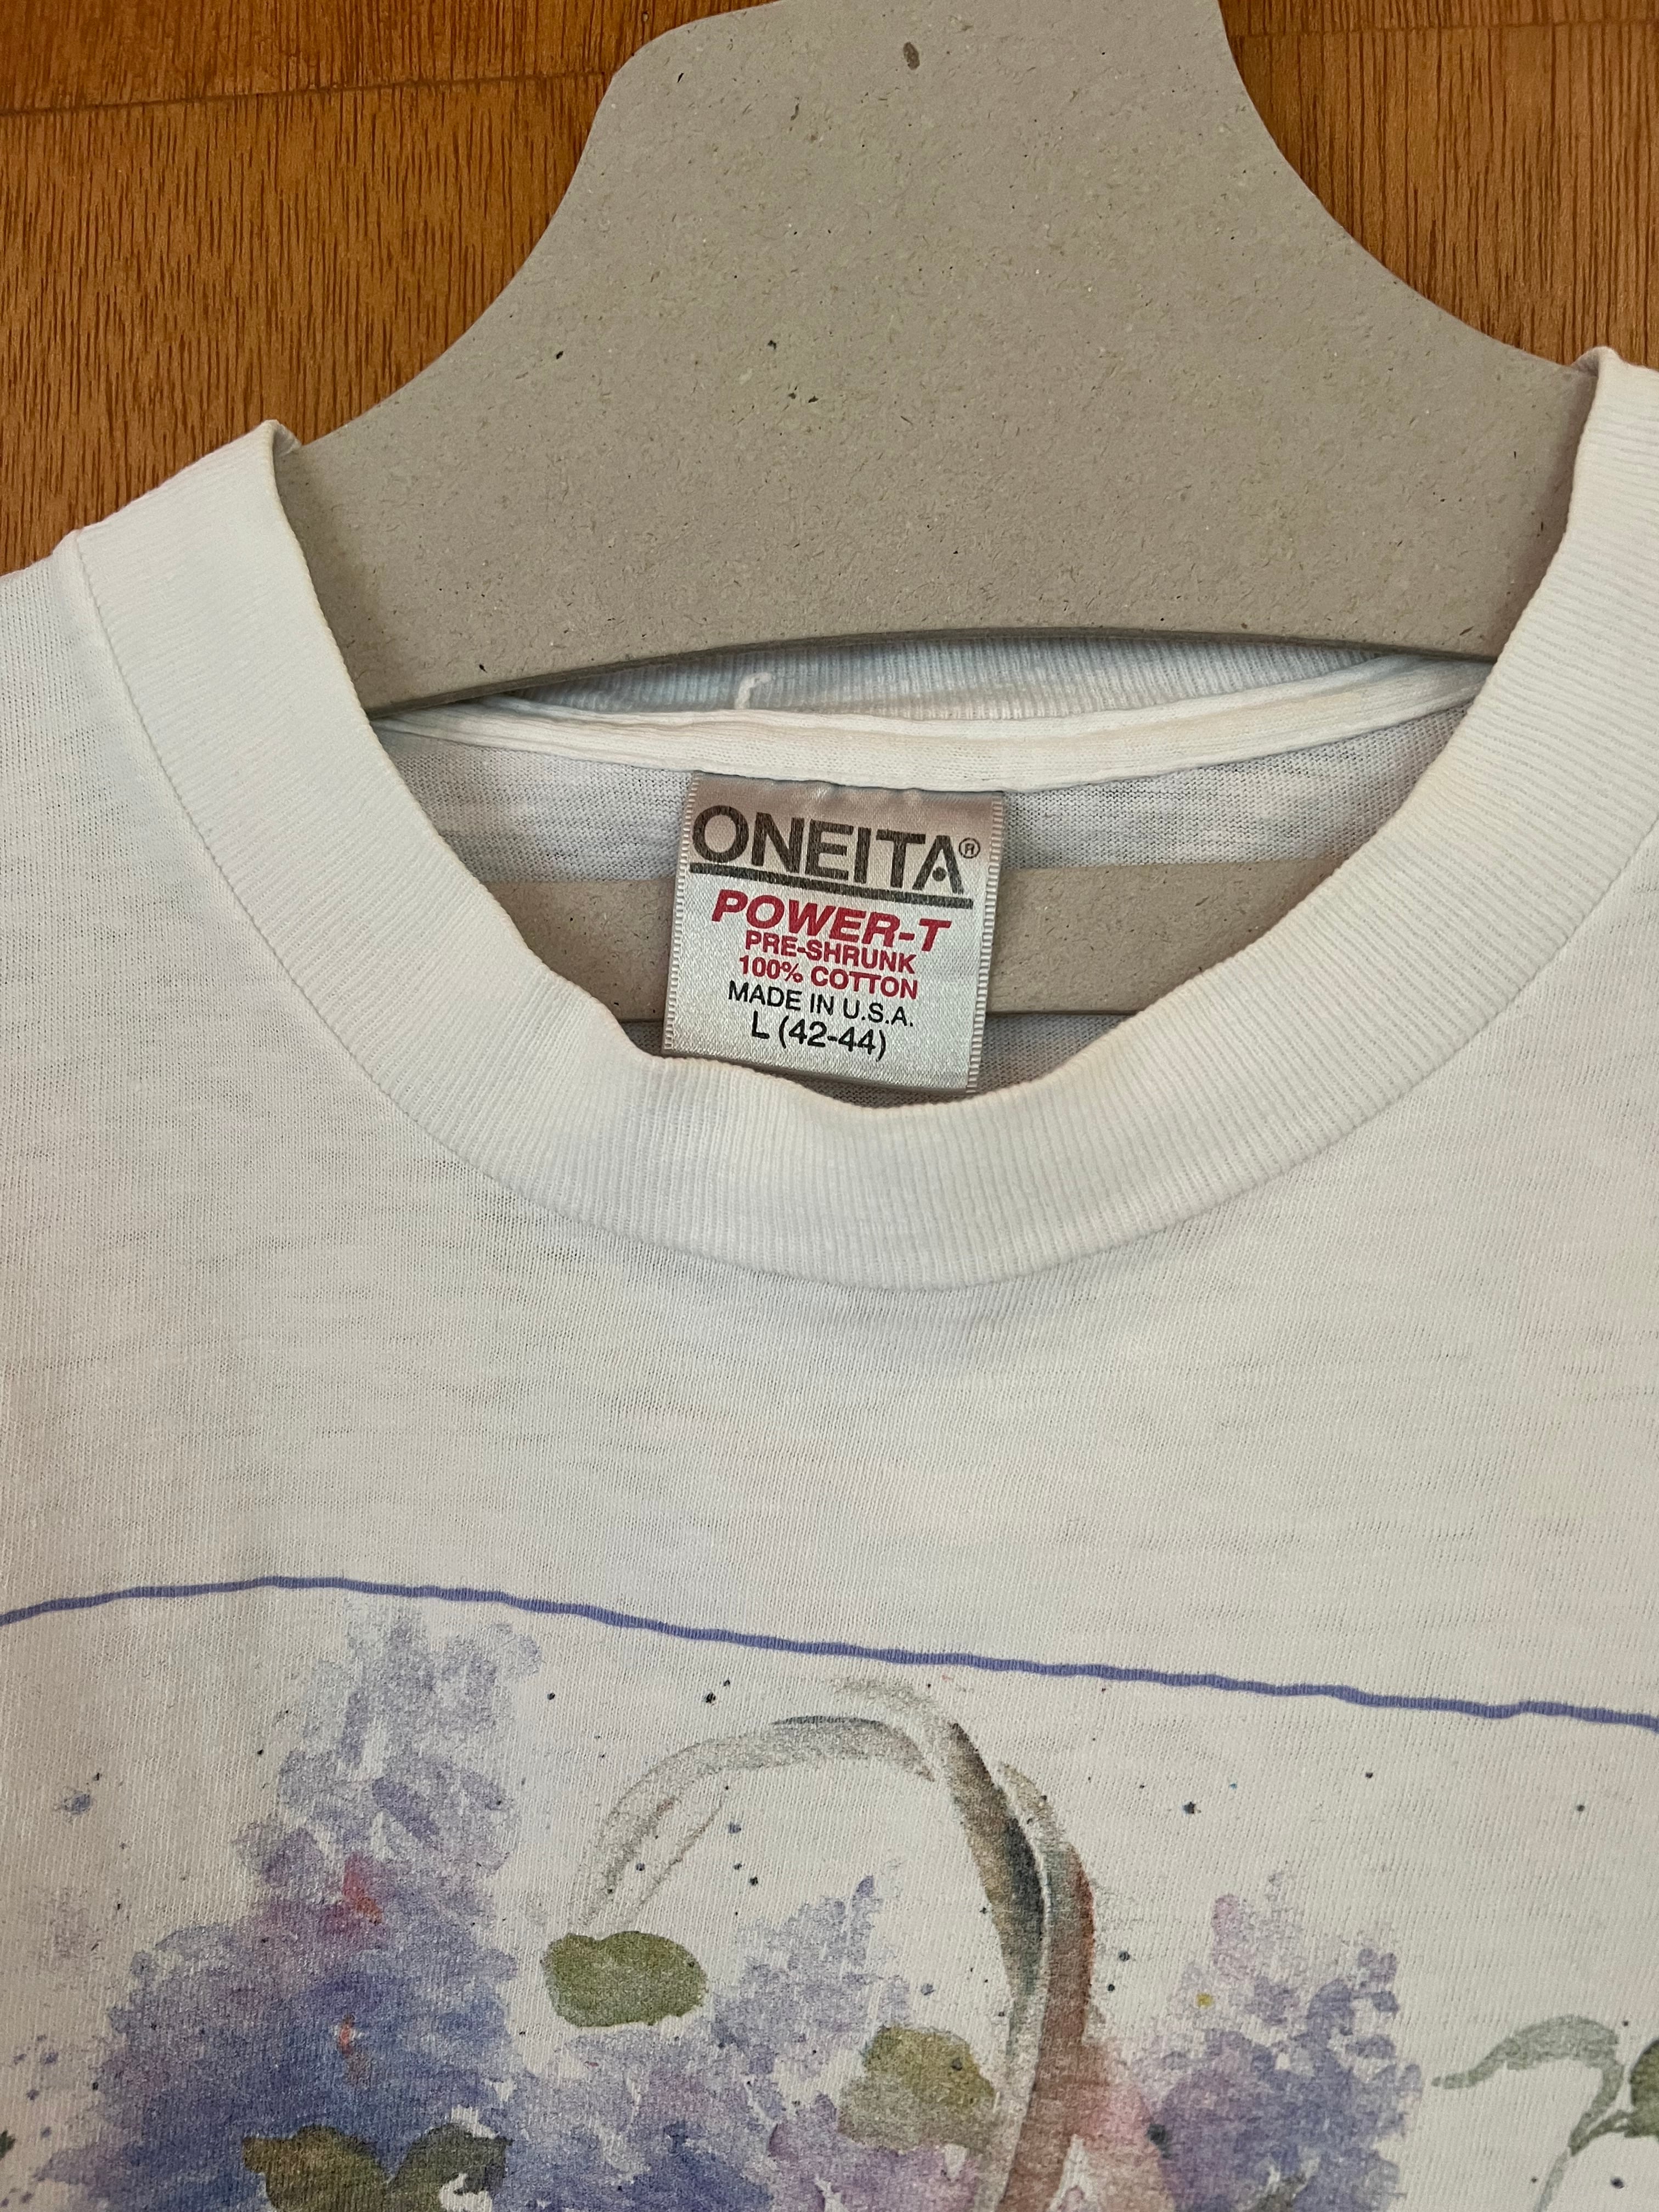 ONEITA®
POWER-T
PRE-SHRUNK
100% COTTON
MADE IN U.S.A.
L (42-44)